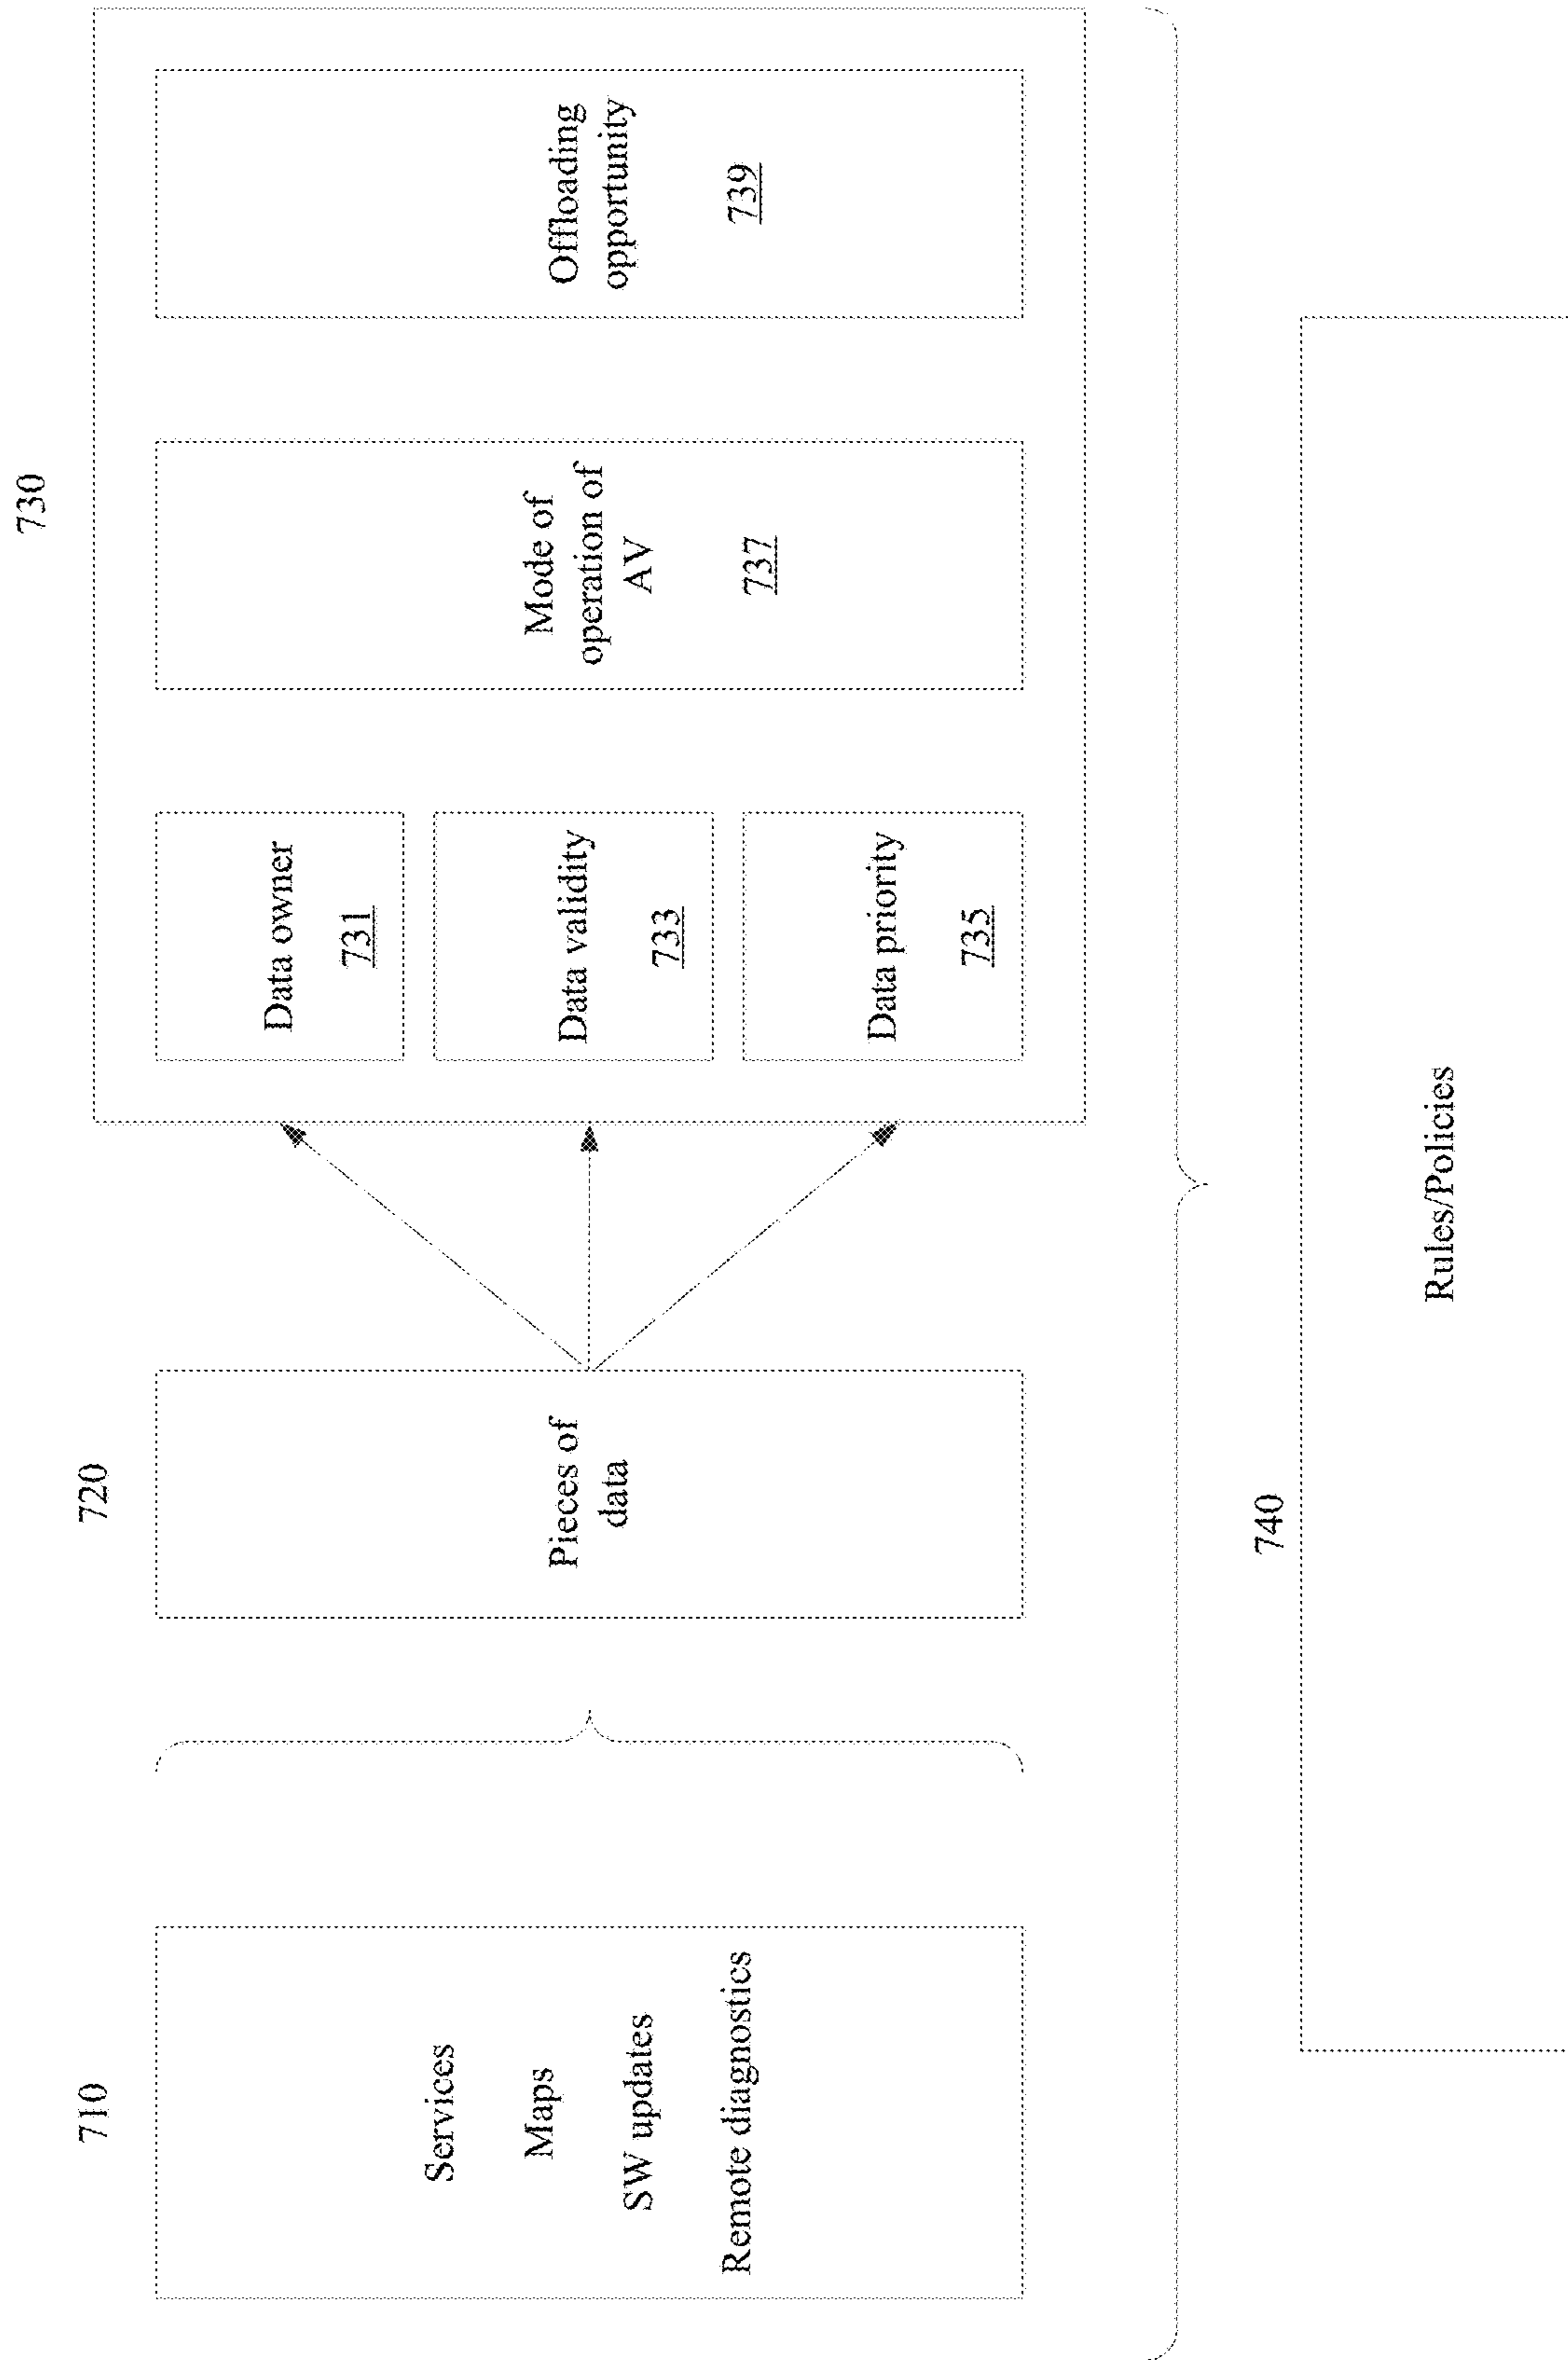 710
Services
Maps
SW updates
Remote diagnostics
720
Pieces of
data
730
Data owner
731
Data validity
733
Data priority
735
Mode of
operation of
AV
737
Offloading
opportunity
739
740
Rules/Policies